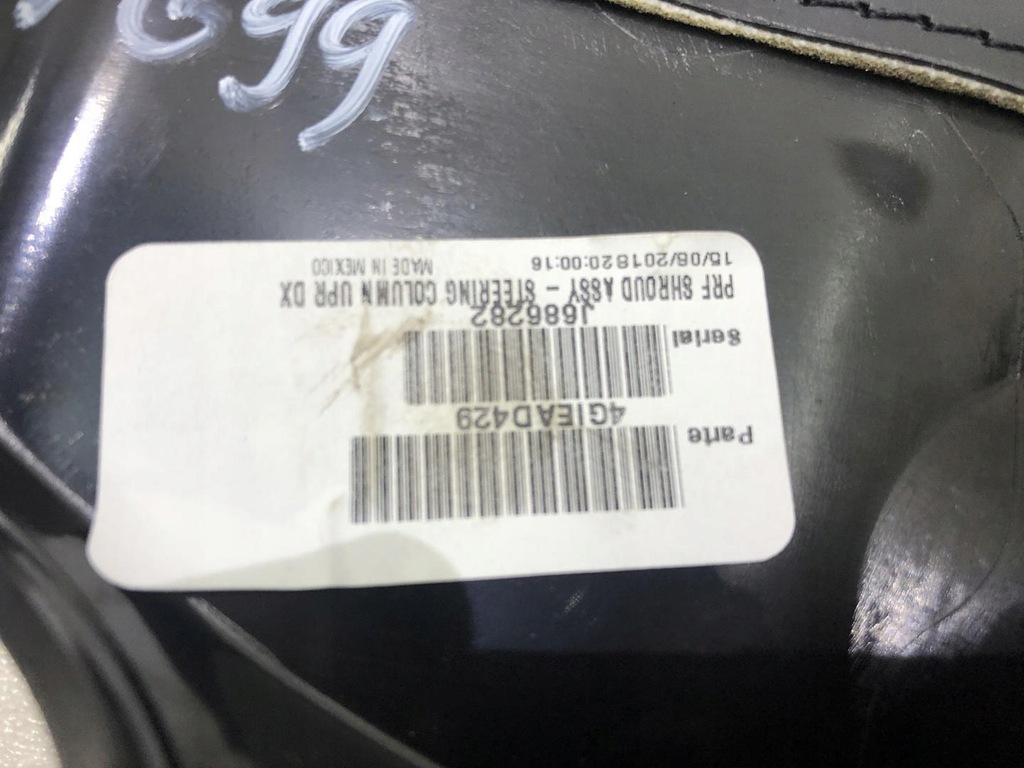 Parte
4GIEAD429
Serial
J686282
PRF SHROUD ASSY - STEERING COLUMN UPR DX
15/08/2018 20:00:16 MADE IN MEXICO